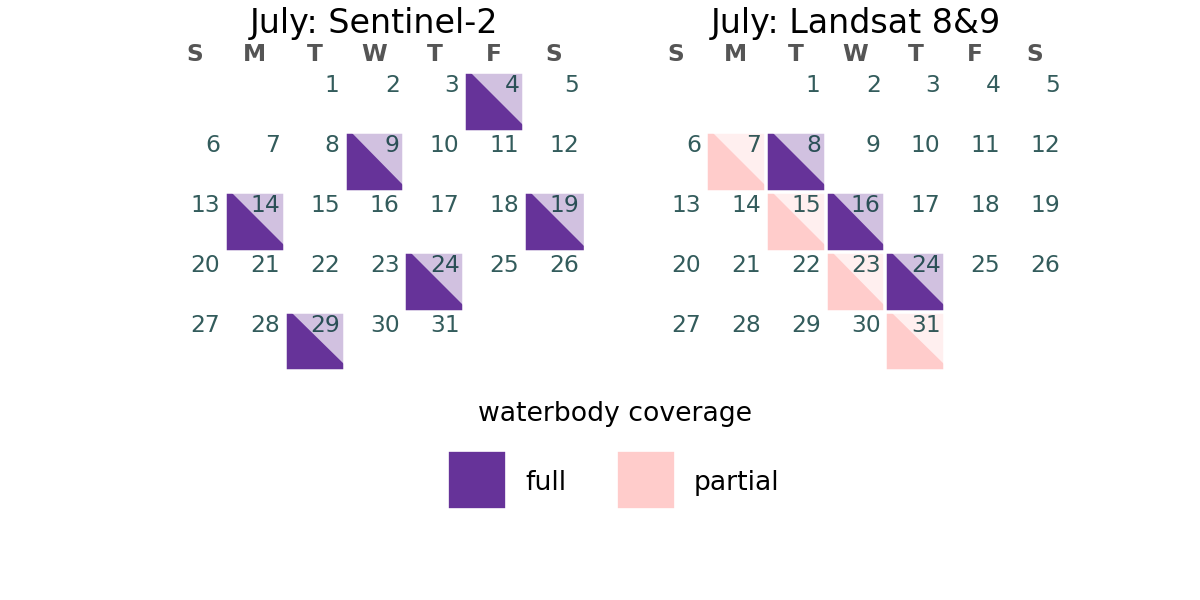 July: Sentinel-2
S M T W T F S
1 2 3 4 5
6 7 8 9 10 11 12
13 14 15 16 17 18 19
20 21 22 23 24 25 26
27 28 29 30 31
July: Landsat 8&9
S M T W T F S
1 2 3 4 5
6 7 8 9 10 11 12
13 14 15 16 17 18 19
20 21 22 23 24 25 26
27 28 29 30 31
waterbody coverage
full
partial